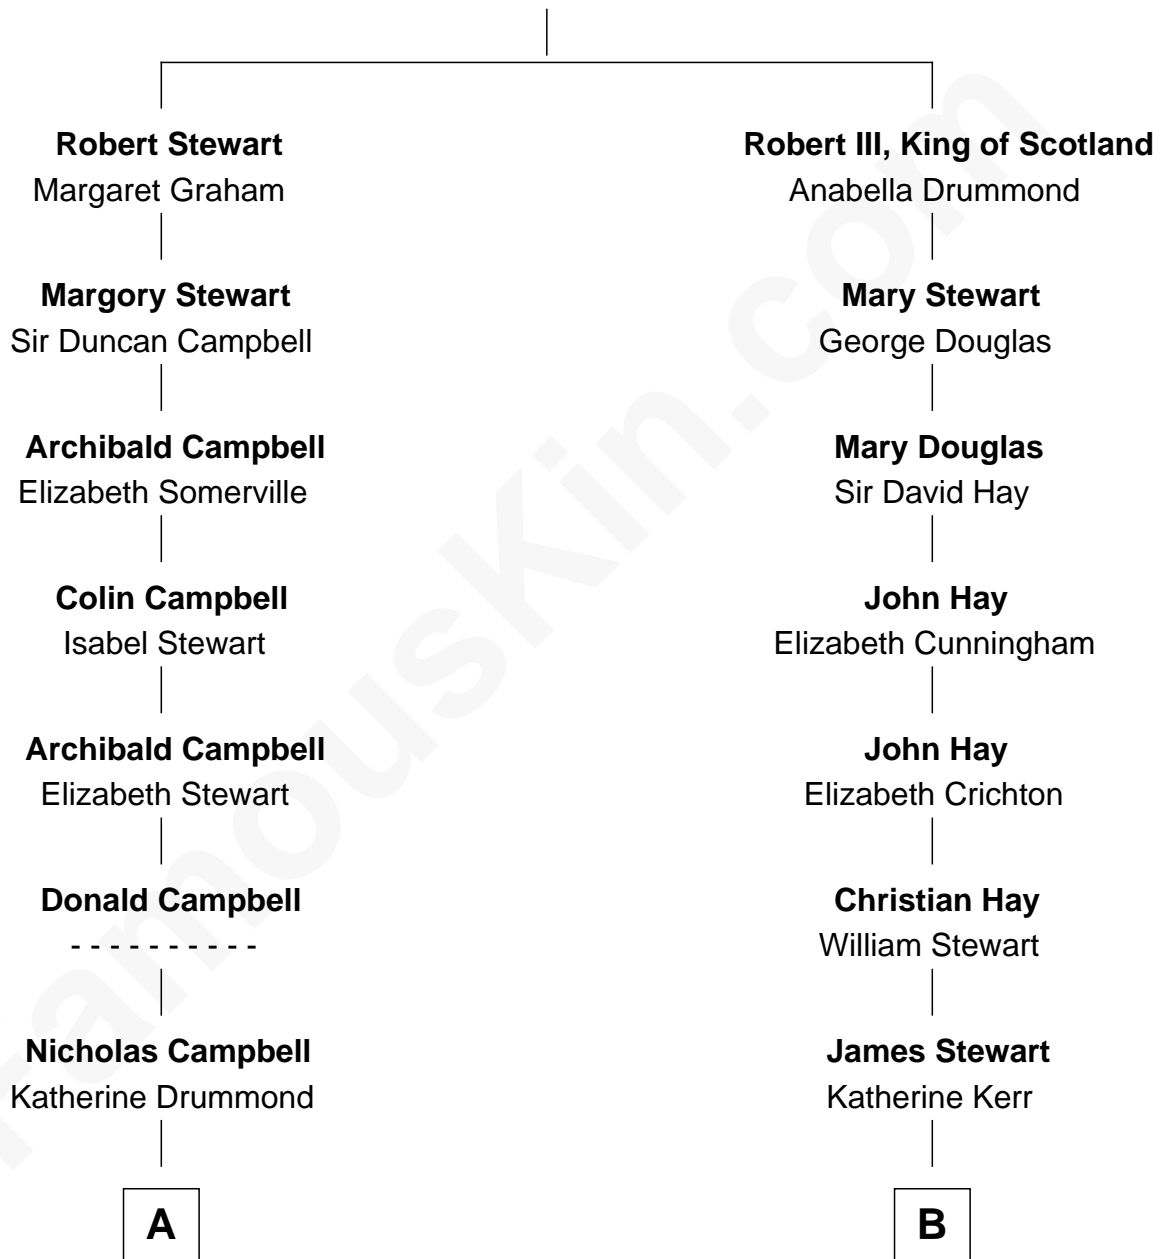 Robert Stewart
Margaret Graham
Margory Stewart
Sir Duncan Campbell
Archibald Campbell
Elizabeth Somerville
Colin Campbell
Isabel Stewart
Archibald Campbell
Elizabeth Stewart
Donald Campbell
- - - - - - - - - -
Nicholas Campbell
Katherine Drummond
A
Robert III, King of Scotland
Anabella Drummond
Mary Stewart
George Douglas
Mary Douglas
Sir David Hay
John Hay
Elizabeth Cunningham
John Hay
Elizabeth Crichton
Christian Hay
William Stewart
James Stewart
Katherine Kerr
B
FamousKin.com